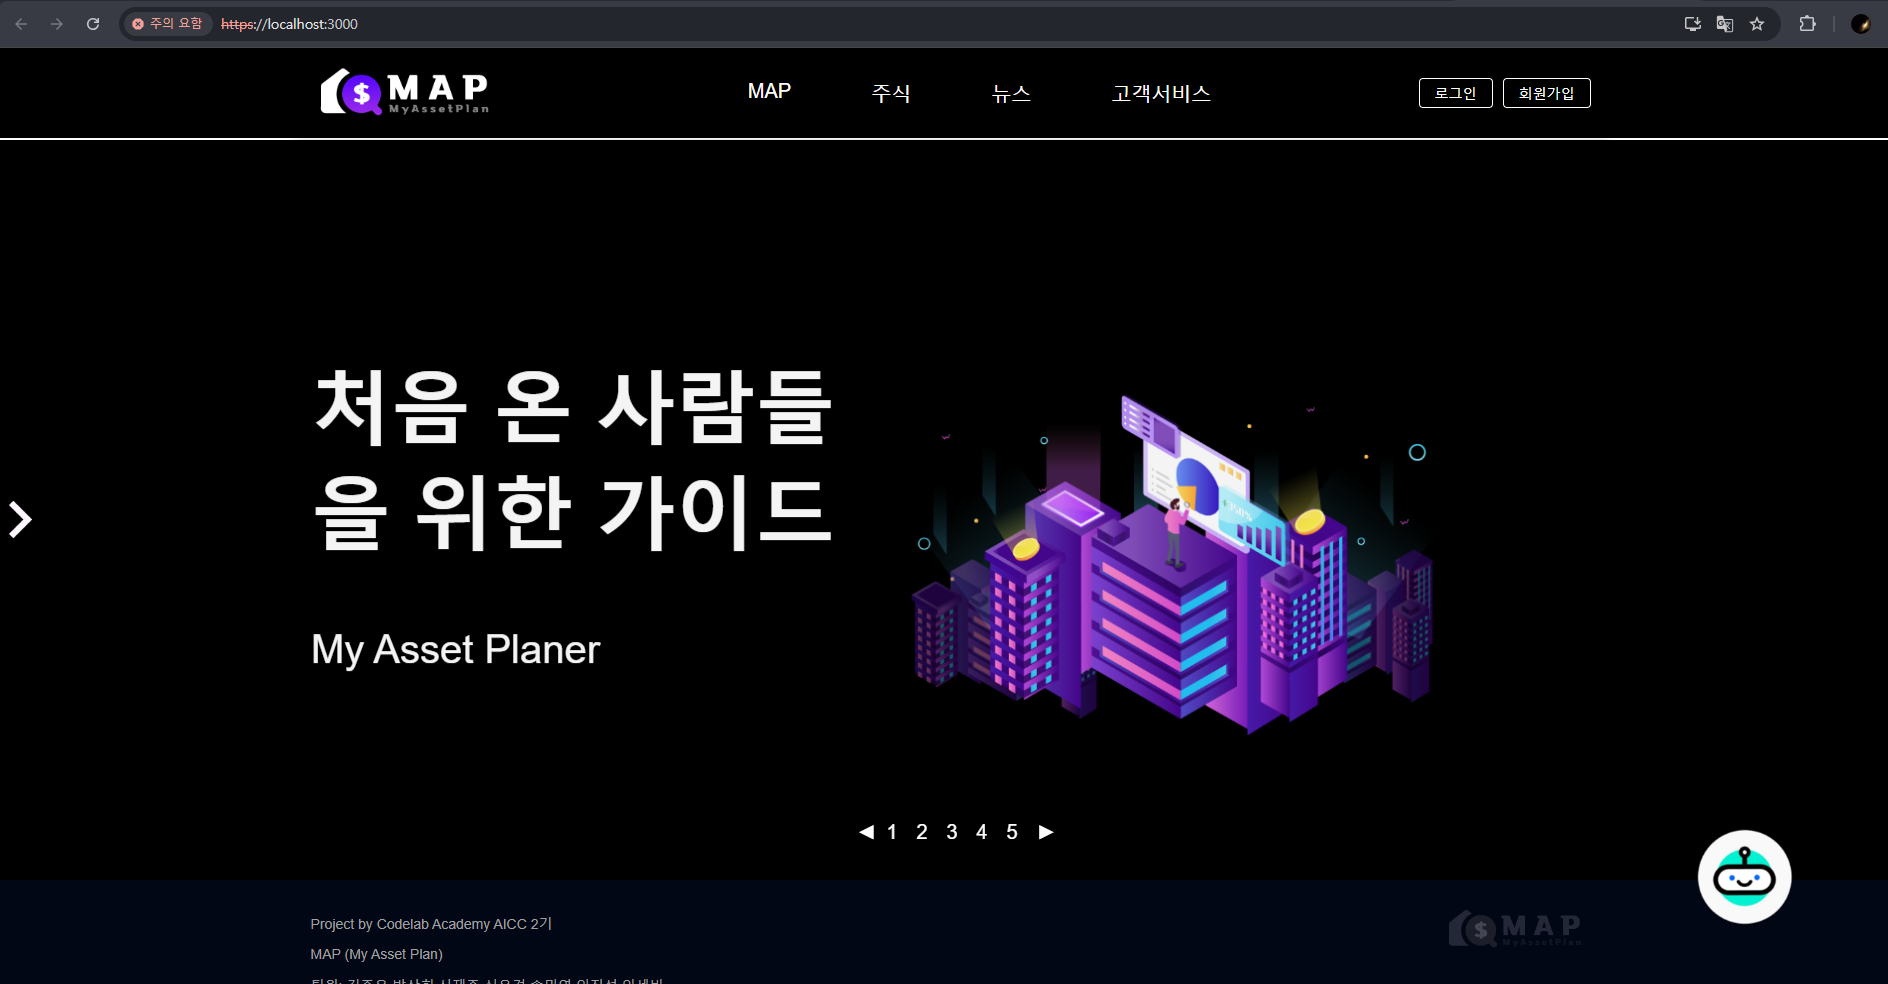 주의 요함 https://localhost:3000
$ MAP
MyAssetPlan
MAP 주식 뉴스 고객서비스 로그인 회원가입
처음 온 사람들
을 위한 가이드
My Asset Planer
150%
◀ 1 2 3 4 5 ▶
Project by Codelab Academy AICC 2기
$ MAP
MyAssetPlan
MAP (My Asset Plan)